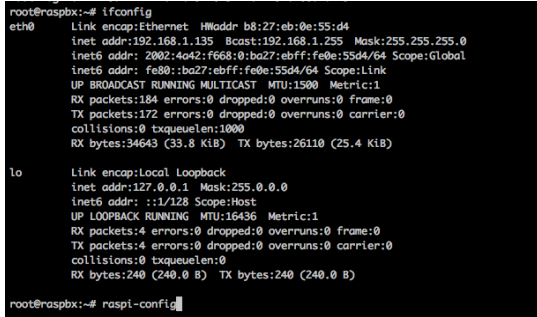 root@raspbx:~# ifconfig
eth0 Link encap:Ethernet HWaddr b8:27:eb:0e:55:d4
inet addr:192.168.1.135 Bcast:192.168.1.255 Mask:255.255.255.0
inet6 addr: 2002:4a42:f668:0:ba27:ebff:fe0e:55d4/64 Scope:Global
inet6 addr: fe80::ba27:ebff:fe0e:55d4/64 Scope:Link
UP BROADCAST RUNNING MULTICAST MTU:1500 Metric:1
RX packets:184 errors:0 dropped:0 overruns:0 frame:0
TX packets:172 errors:0 dropped:0 overruns:0 carrier:0
collisions:0 txqueuelen:1000
RX bytes:34643 (33.8 KiB) TX bytes:26110 (25.4 KiB)
lo Link encap:Local Loopback
inet addr:127.0.0.1 Mask:255.0.0.0
inet6 addr: ::1/128 Scope:Host
UP LOOPBACK RUNNING MTU:16436 Metric:1
RX packets:4 errors:0 dropped:0 overruns:0 frame:0
TX packets:4 errors:0 dropped:0 overruns:0 carrier:0
collisions:0 txqueuelen:0
RX bytes:240 (240.0 B) TX bytes:240 (240.0 B)
root@raspbx:~# raspi-config